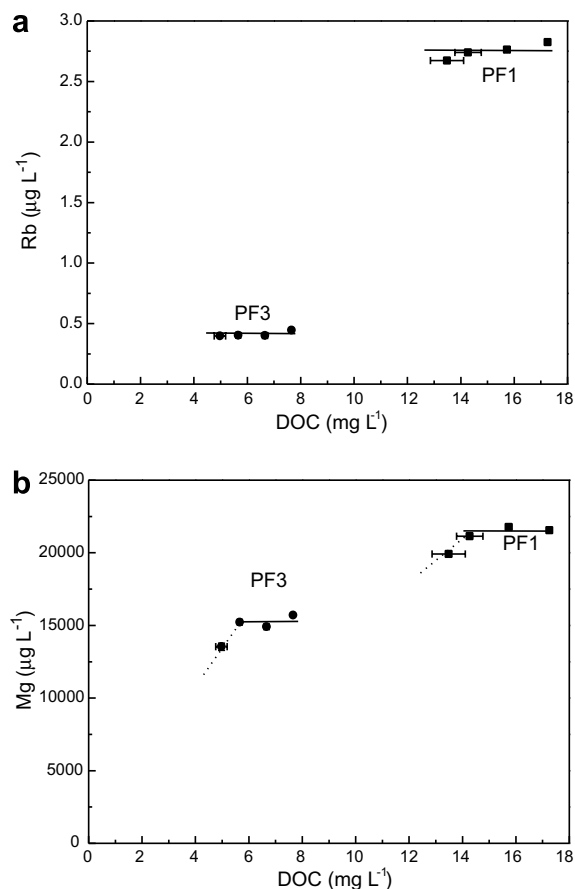 a
3.0
2.5
2.0
1.5
1.0
0.5
0.0
Rb (µg L-1)
PF1
PF3
0 2 4 6 8 10 12 14 16 18
DOC (mg L-1)
b
25000
20000
15000
10000
5000
0
Mg (µg L-1)
PF1
PF3
0 2 4 6 8 10 12 14 16 18
DOC (mg L-1)